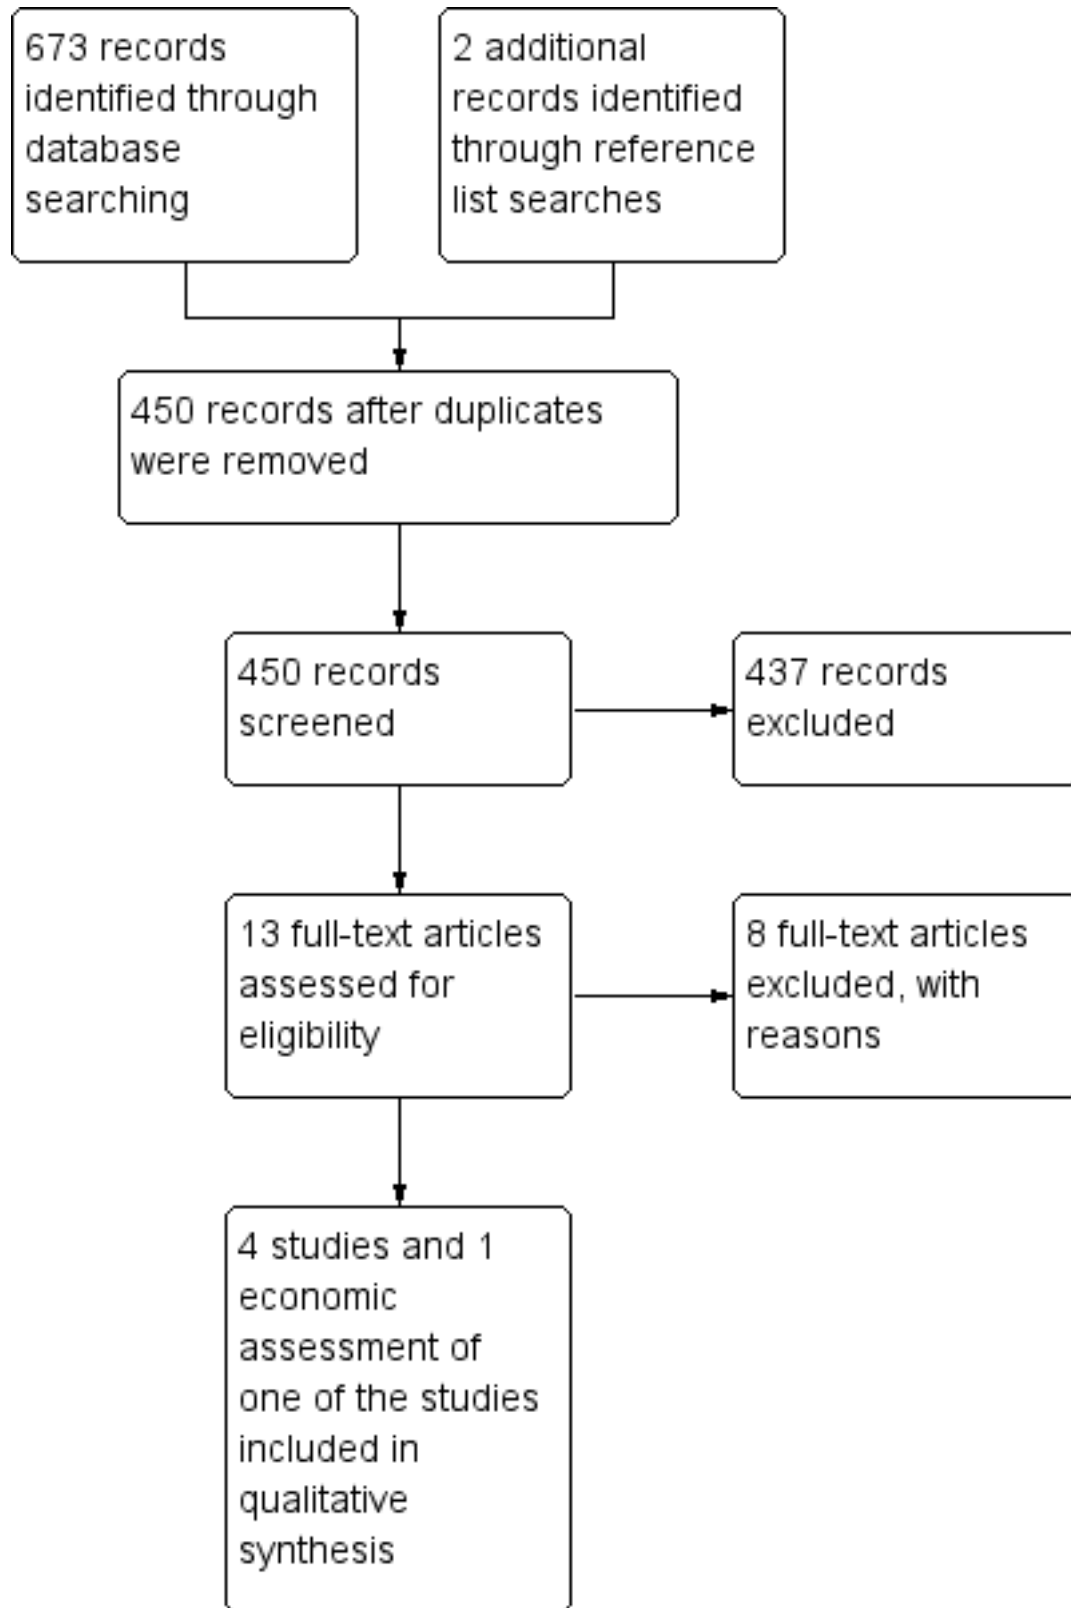 673 records
identified through
database
searching
2 additional
records identified
through reference
list searches
450 records after duplicates
were removed
450 records
screened
437 records
excluded
13 full-text articles
assessed for
eligibility
8 full-text articles
excluded, with
reasons
4 studies and 1
economic
assessment of
one of the studies
included in
qualitative
synthesis